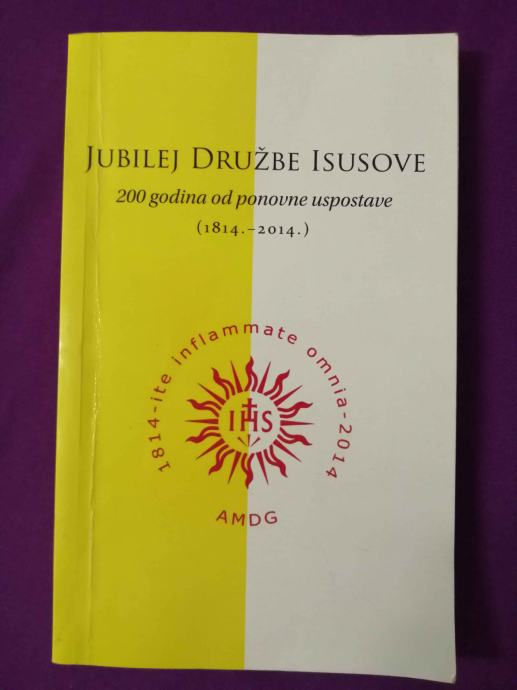 JUBILEJ DRUŽBE ISUSOVE
200 godina od ponovne uspostave
(1814.–2014.)
1814-ite inflammate omnia-2014
IHS
AMDG